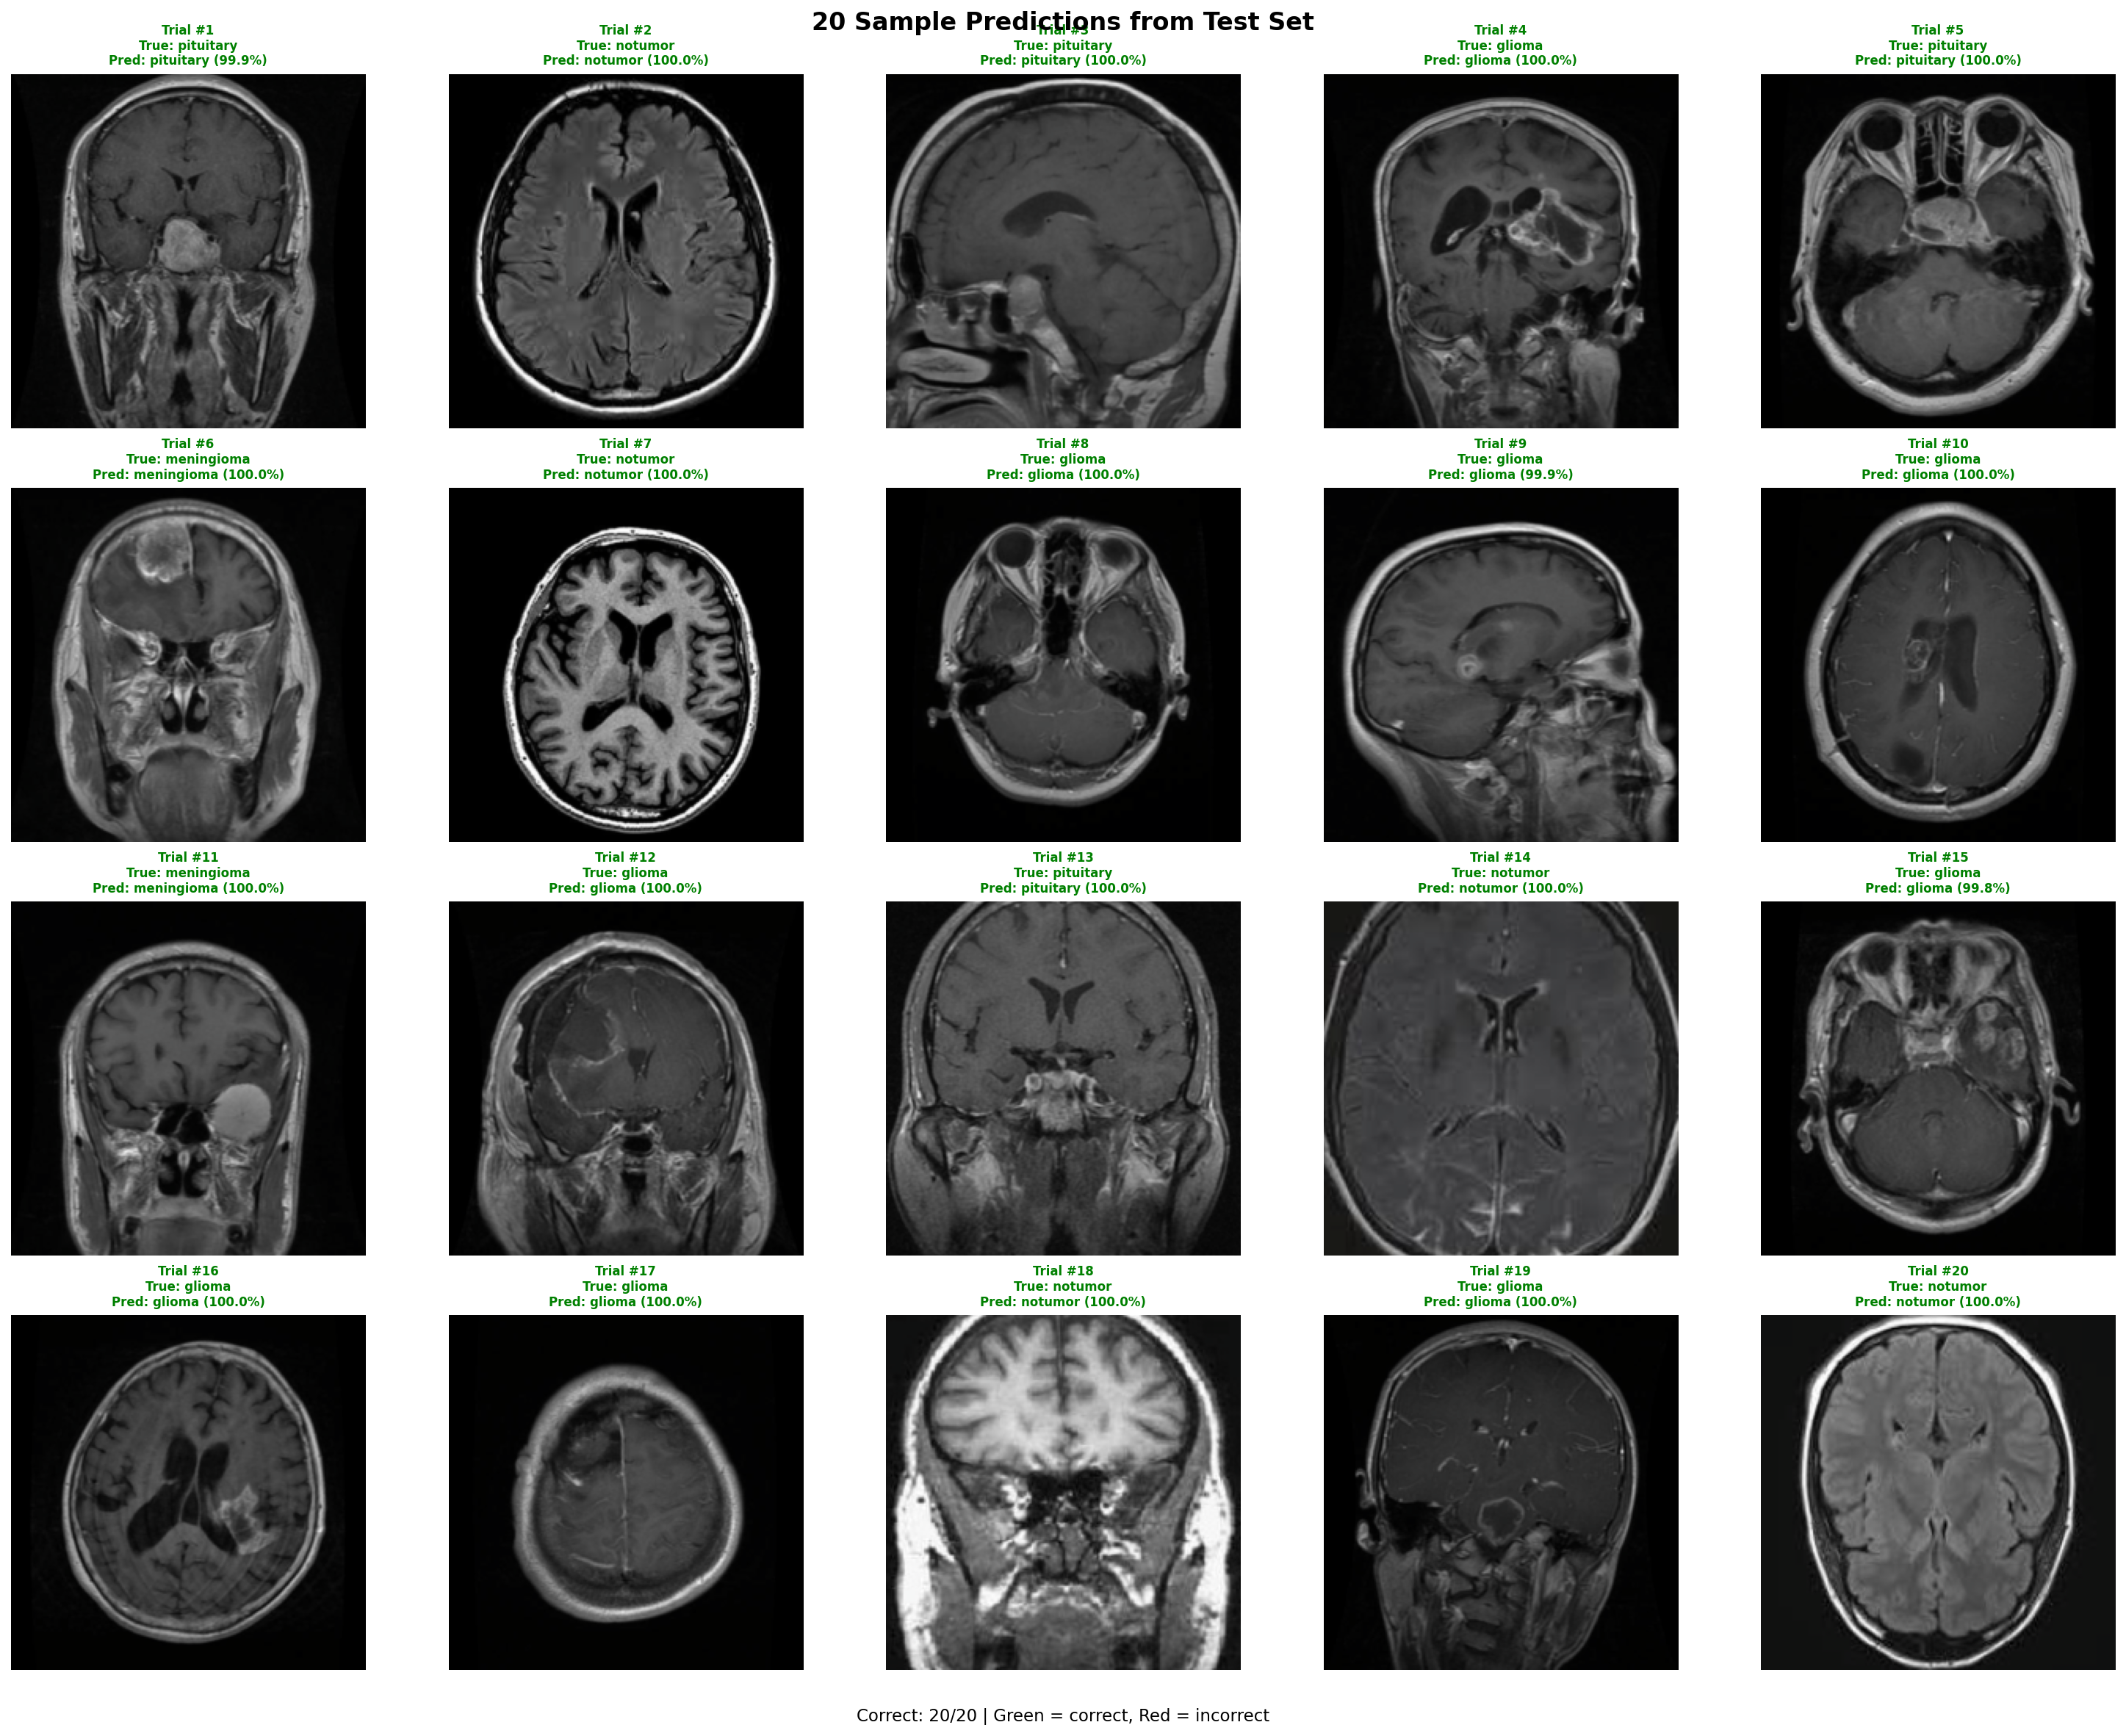 20 Sample Predictions from Test Set
Trial #1
True: pituitary
Pred: pituitary (99.9%)
Trial #2
True: notumor
Pred: notumor (100.0%)
Trial #3
True: pituitary
Pred: pituitary (100.0%)
Trial #4
True: glioma
Pred: glioma (100.0%)
Trial #5
True: pituitary
Pred: pituitary (100.0%)
Trial #6
True: meningioma
Pred: meningioma (100.0%)
Trial #7
True: notumor
Pred: notumor (100.0%)
Trial #8
True: glioma
Pred: glioma (100.0%)
Trial #9
True: glioma
Pred: glioma (99.9%)
Trial #10
True: glioma
Pred: glioma (100.0%)
Trial #11
True: meningioma
Pred: meningioma (100.0%)
Trial #12
True: glioma
Pred: glioma (100.0%)
Trial #13
True: pituitary
Pred: pituitary (100.0%)
Trial #14
True: notumor
Pred: notumor (100.0%)
Trial #15
True: glioma
Pred: glioma (99.8%)
Trial #16
True: glioma
Pred: glioma (100.0%)
Trial #17
True: glioma
Pred: glioma (100.0%)
Trial #18
True: notumor
Pred: notumor (100.0%)
Trial #19
True: glioma
Pred: glioma (100.0%)
Trial #20
True: notumor
Pred: notumor (100.0%)
Correct: 20/20 | Green = correct, Red = incorrect